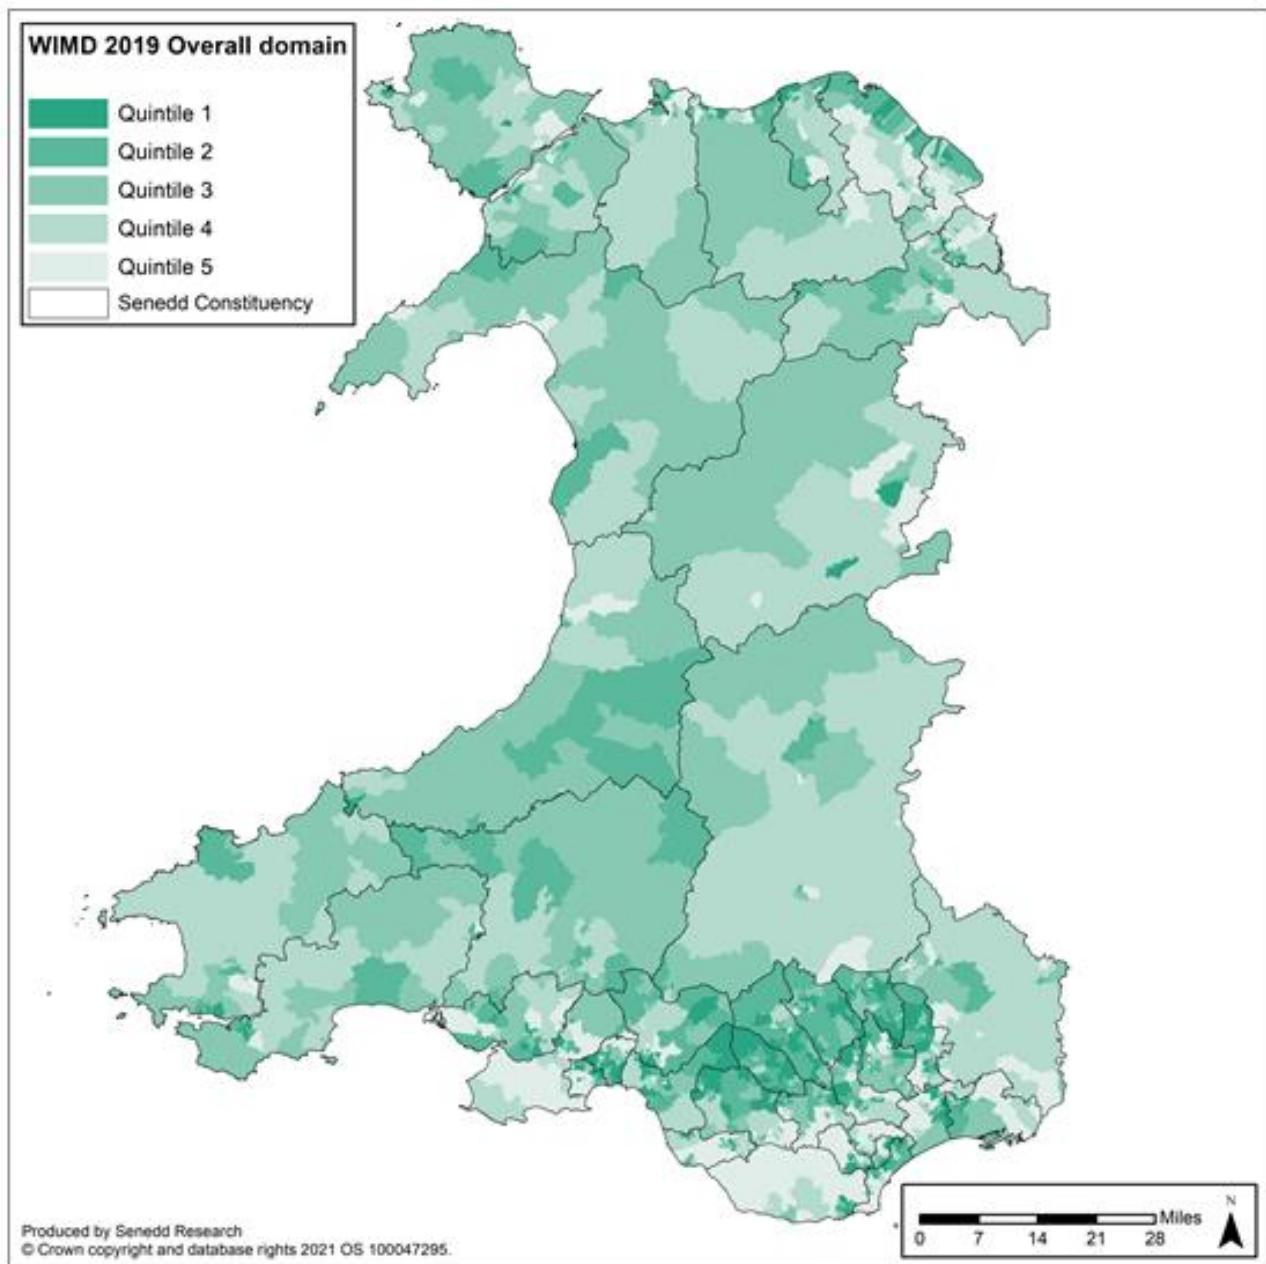 WIMD 2019 Overall domain
Quintile 1
Quintile 2
Quintile 3
Quintile 4
Quintile 5
Senedd Constituency
Produced by Senedd Research
© Crown copyright and database rights 2021 OS 100047295.
N
Miles
0 7 14 21 28